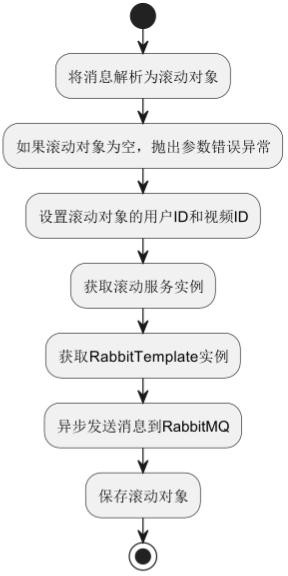 将消息解析为滚动对象
如果滚动对象为空，抛出参数错误异常
设置滚动对象的用户ID和视频ID
获取滚动服务实例
获取RabbitTemplate实例
异步发送消息到RabbitMQ
保存滚动对象